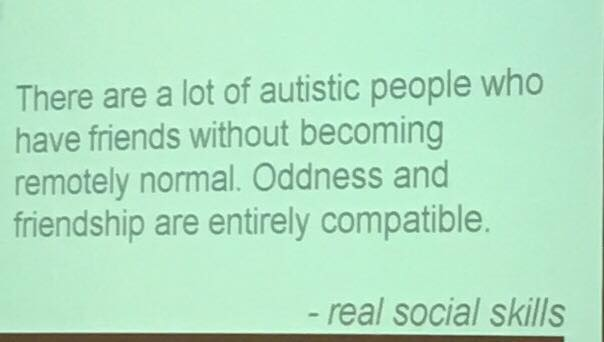 There are a lot of autistic people who
have friends without becoming
remotely normal. Oddness and
friendship are entirely compatible.
- real social skills